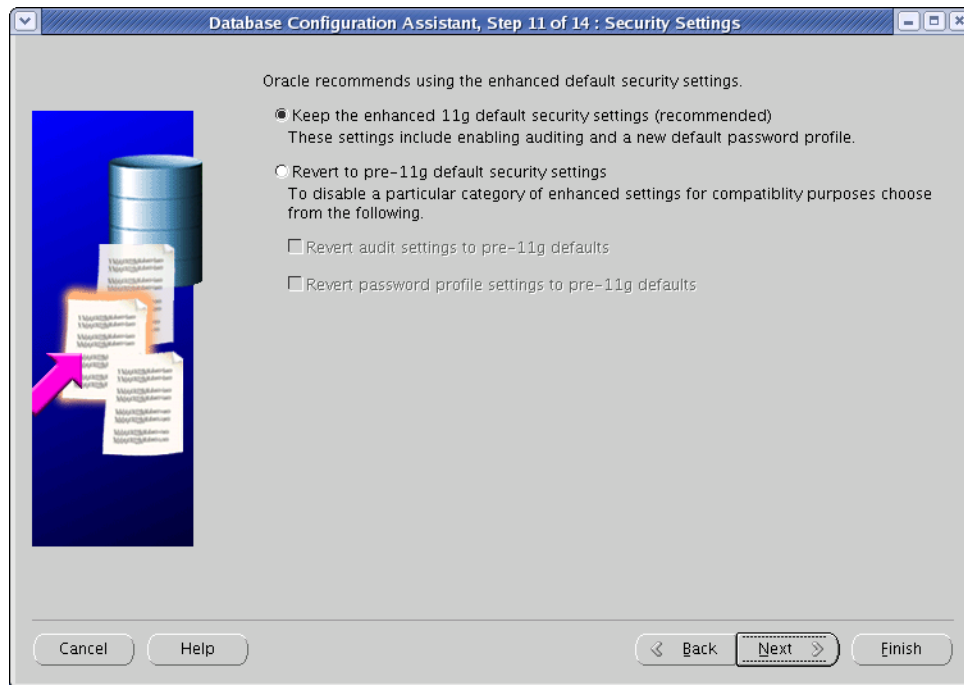 Database Configuration Assistant, Step 11 of 14 : Security Settings
Oracle recommends using the enhanced default security settings.
Keep the enhanced 11g default security settings (recommended)
These settings include enabling auditing and a new default password profile.
Revert to pre-11g default security settings
To disable a particular category of enhanced settings for compatiblity purposes choose
from the following.
Revert audit settings to pre-11g defaults
Revert password profile settings to pre-11g defaults
Cancel
Help
Back
Next
Finish